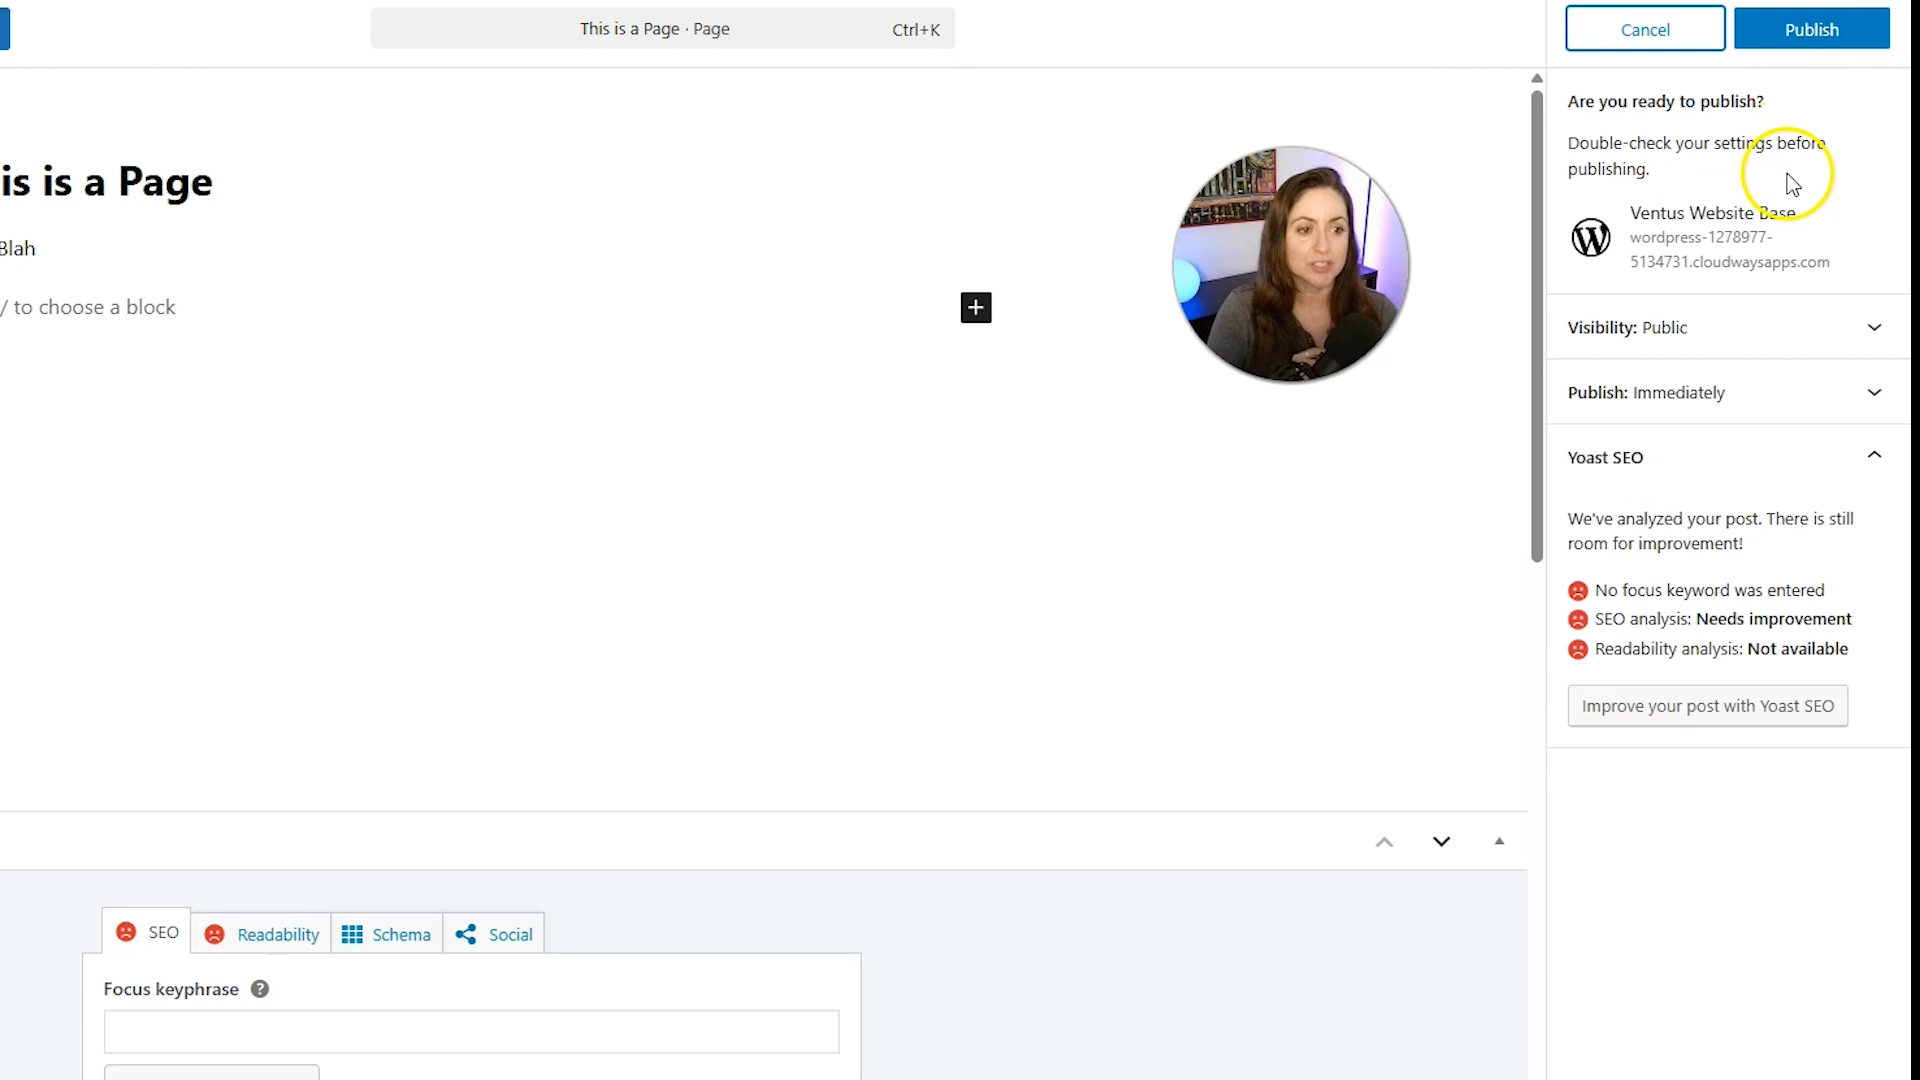 This is a Page · Page
Ctrl+K
Cancel
Publish
is is a Page
Blah
/ to choose a block
Are you ready to publish?
Double-check your settings before
publishing.
Ventus Website Base
wordpress-1278977-
5134731.cloudwaysapps.com
Visibility: Public
Publish: Immediately
Yoast SEO
We've analyzed your post. There is still
room for improvement!
No focus keyword was entered
SEO analysis: Needs improvement
Readability analysis: Not available
Improve your post with Yoast SEO
SEO
Readability
Schema
Social
Focus keyphrase ?